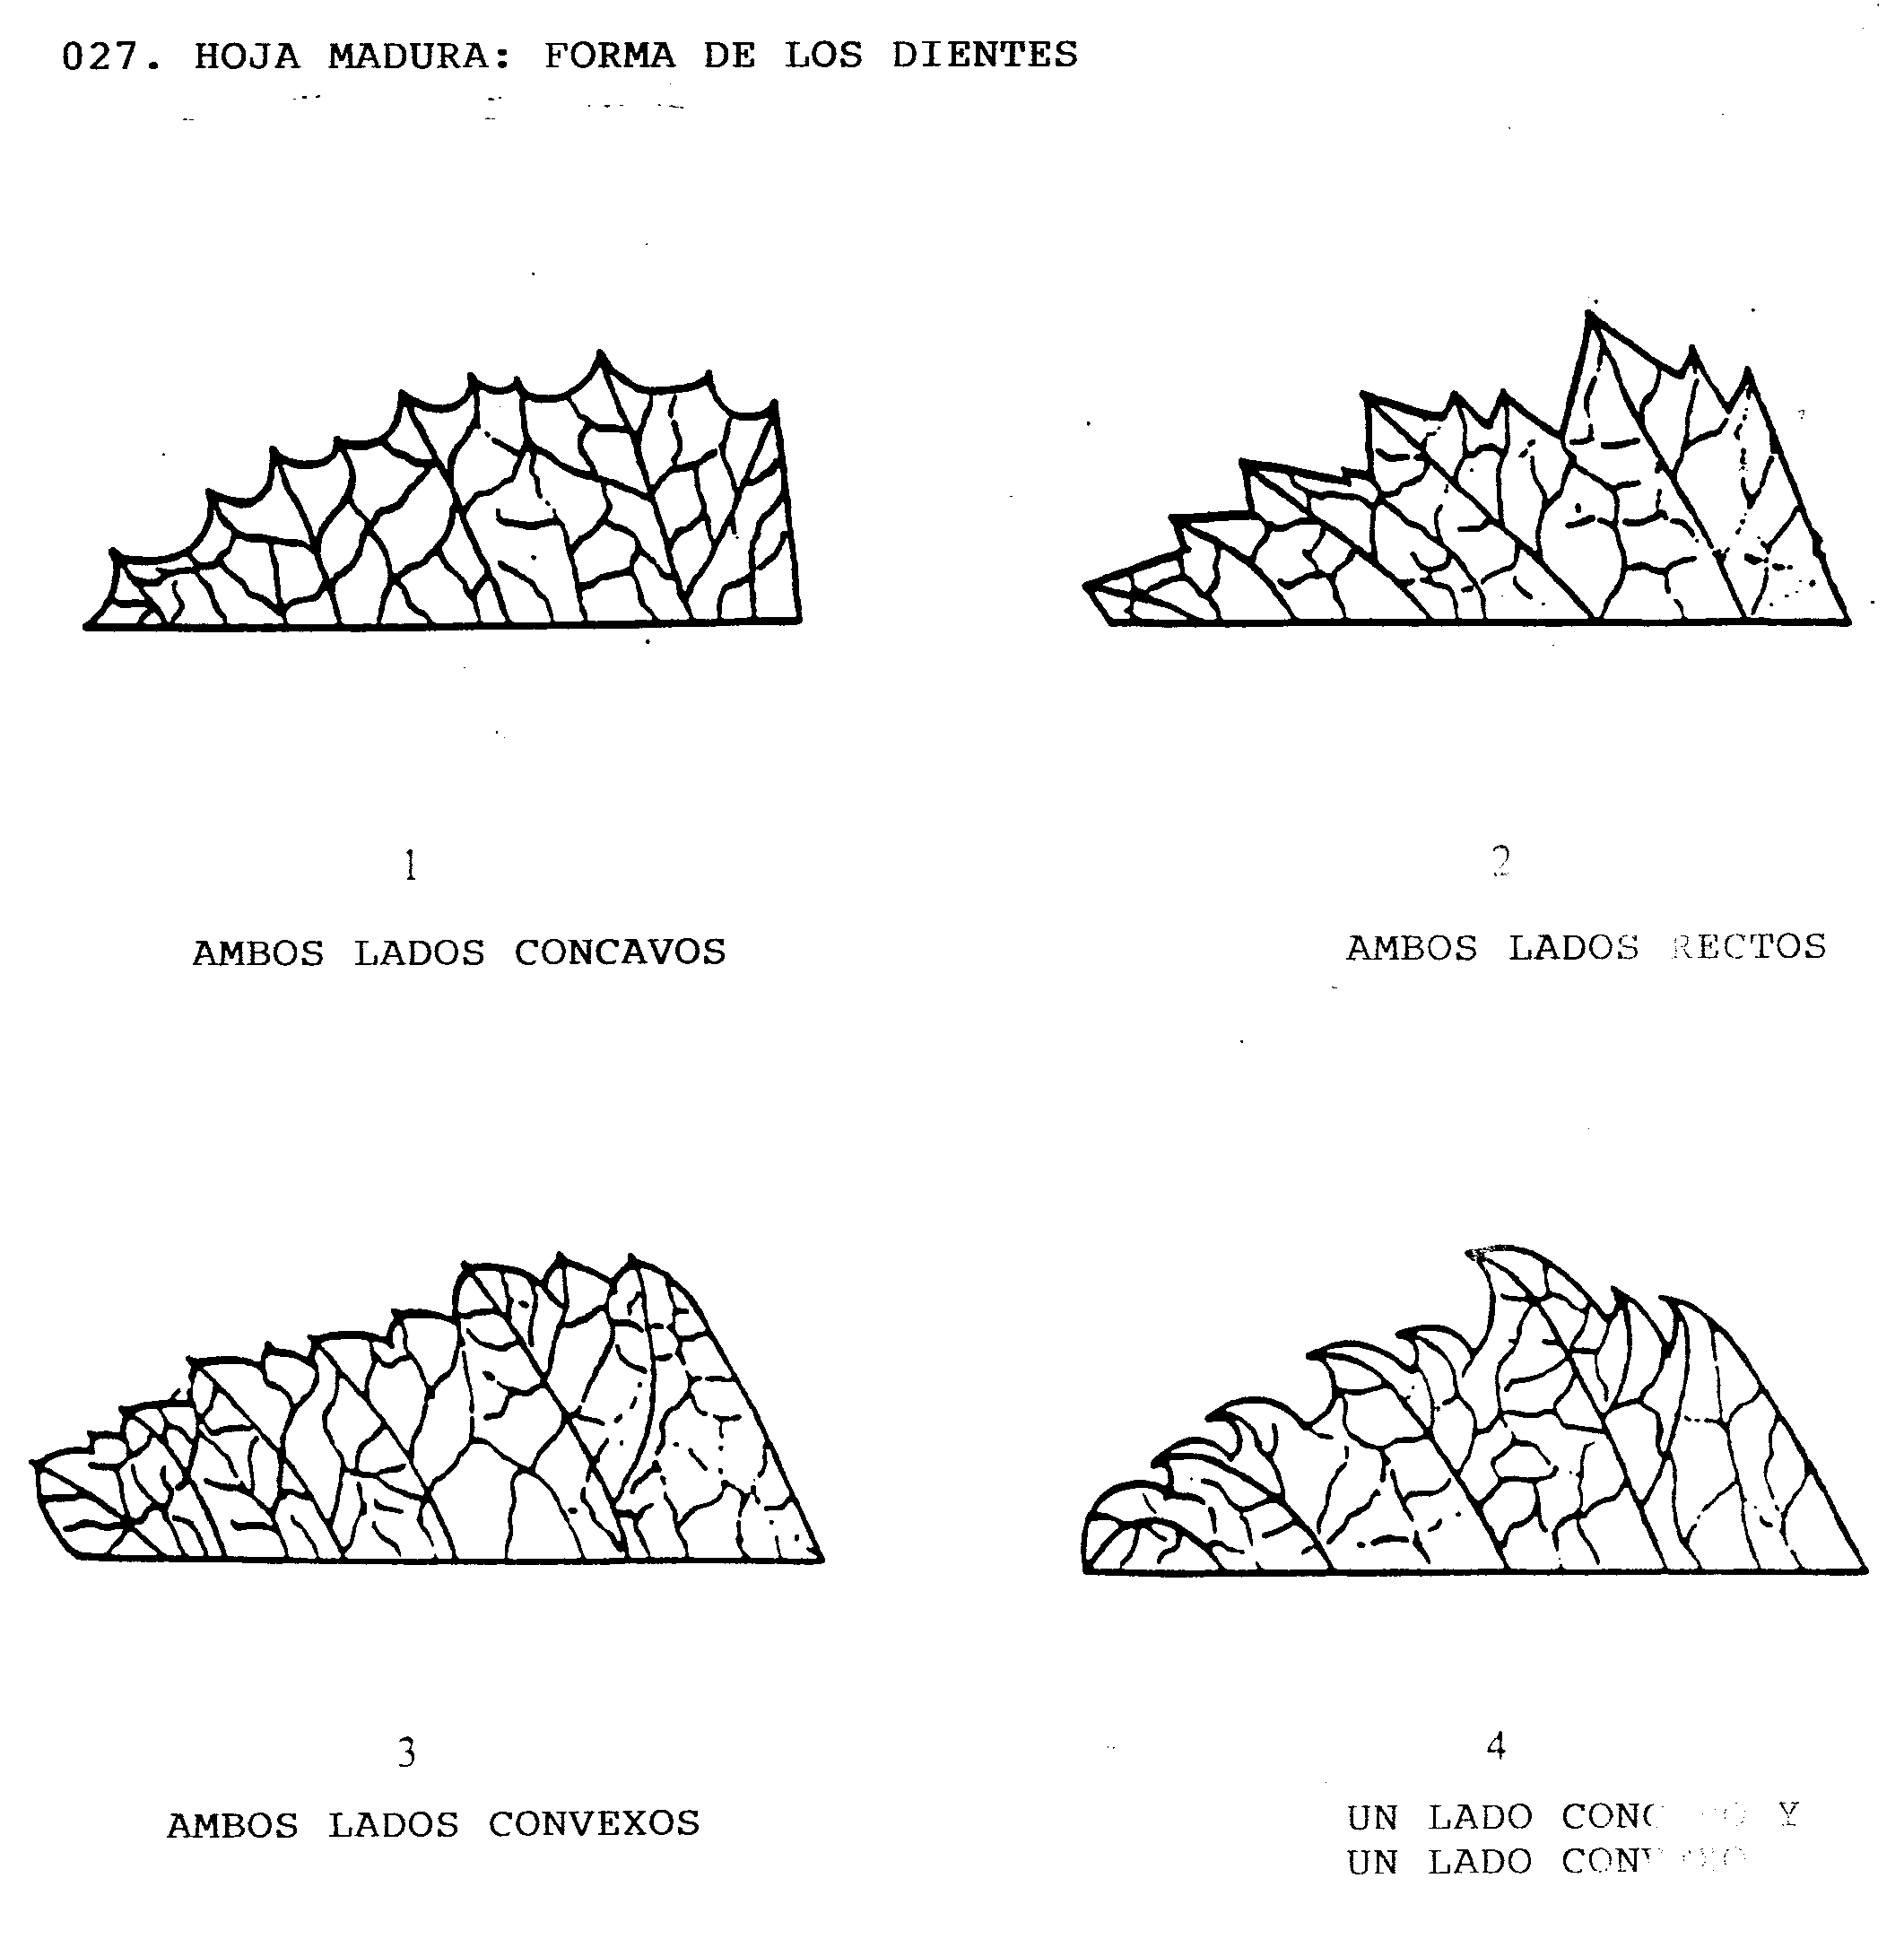 027. HOJA MADURA: FORMA DE LOS DIENTES
1
2
AMBOS LADOS CONCAVOS
AMBOS LADOS RECTOS
3
4
AMBOS LADOS CONVEXOS
UN LADO Y
UN LADO